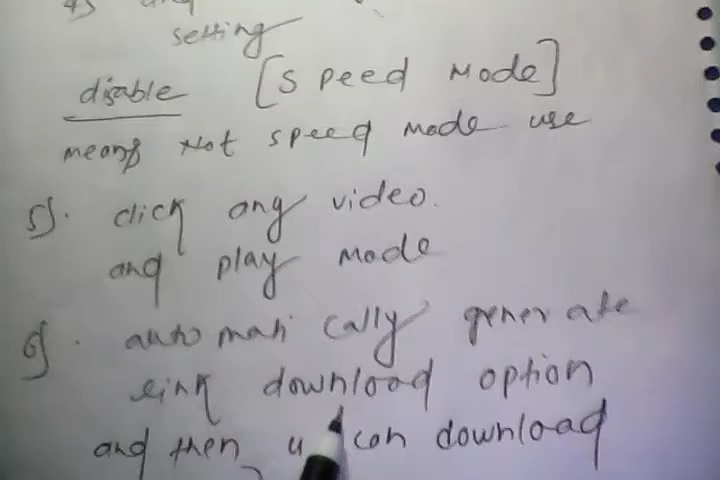 4)
setting
disable [Speed Mode]
means Not speed mode use
5). click any video.
and play mode
6). automatically generate
link download option
and then u can download